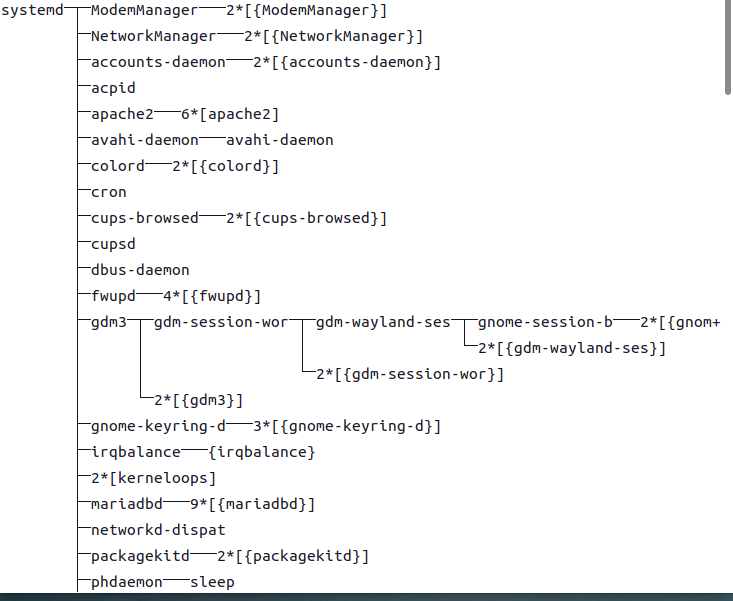 systemd─┬─ModemManager───2*[{ModemManager}]
        ├─NetworkManager───2*[{NetworkManager}]
        ├─accounts-daemon───2*[{accounts-daemon}]
        ├─acpid
        ├─apache2───6*[apache2]
        ├─avahi-daemon───avahi-daemon
        ├─colord───2*[{colord}]
        ├─cron
        ├─cups-browsed───2*[{cups-browsed}]
        ├─cupsd
        ├─dbus-daemon
        ├─fwupd───4*[{fwupd}]
        ├─gdm3─┬─gdm-session-wor─┬─gdm-wayland-ses─┬─gnome-session-b───2*[{gnom+
        │      │                 │                 └─2*[{gdm-wayland-ses}]
        │      │                 └─2*[{gdm-session-wor}]
        │      └─2*[{gdm3}]
        ├─gnome-keyring-d───3*[{gnome-keyring-d}]
        ├─irqbalance───{irqbalance}
        ├─2*[kerneloops]
        ├─mariadbd───9*[{mariadbd}]
        ├─networkd-dispat
        ├─packagekitd───2*[{packagekitd}]
        ├─phdaemon───sleep